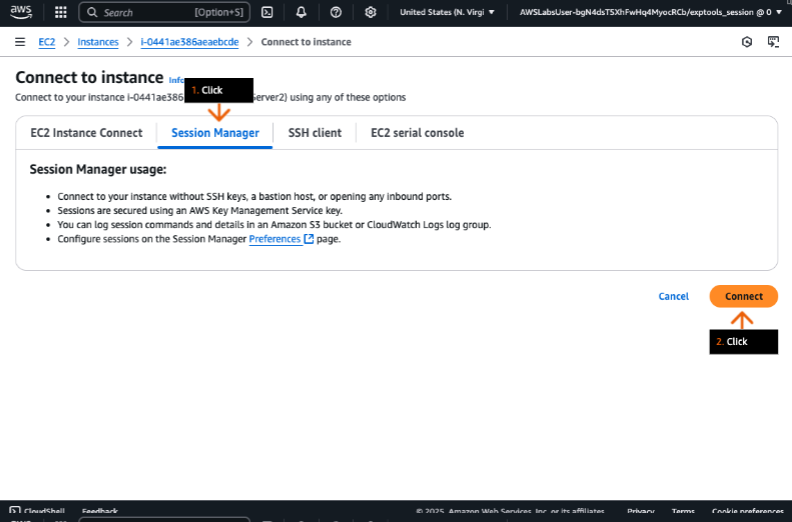 aws Search [Option+S] United States (N. Virgi AWSLabsUser-bgN4dsTSXhFwHq4MyocRCb/exptools_session @ 0
EC2 > Instances > i-0441ae386aeaebcde > Connect to instance
Connect to instance Info
1. Click
Connect to your instance i-0441ae386 Server2) using any of these options
EC2 Instance Connect Session Manager SSH client EC2 serial console
Session Manager usage:
• Connect to your instance without SSH keys, a bastion host, or opening any inbound ports.
• Sessions are secured using an AWS Key Management Service key.
• You can log session commands and details in an Amazon S3 bucket or CloudWatch Logs log group.
• Configure sessions on the Session Manager Preferences page.
Cancel Connect
2. Click
CloudShell Feedback © 2025, Amazon Web Services, Inc. or its affiliates. Privacy Terms Cookie preferences